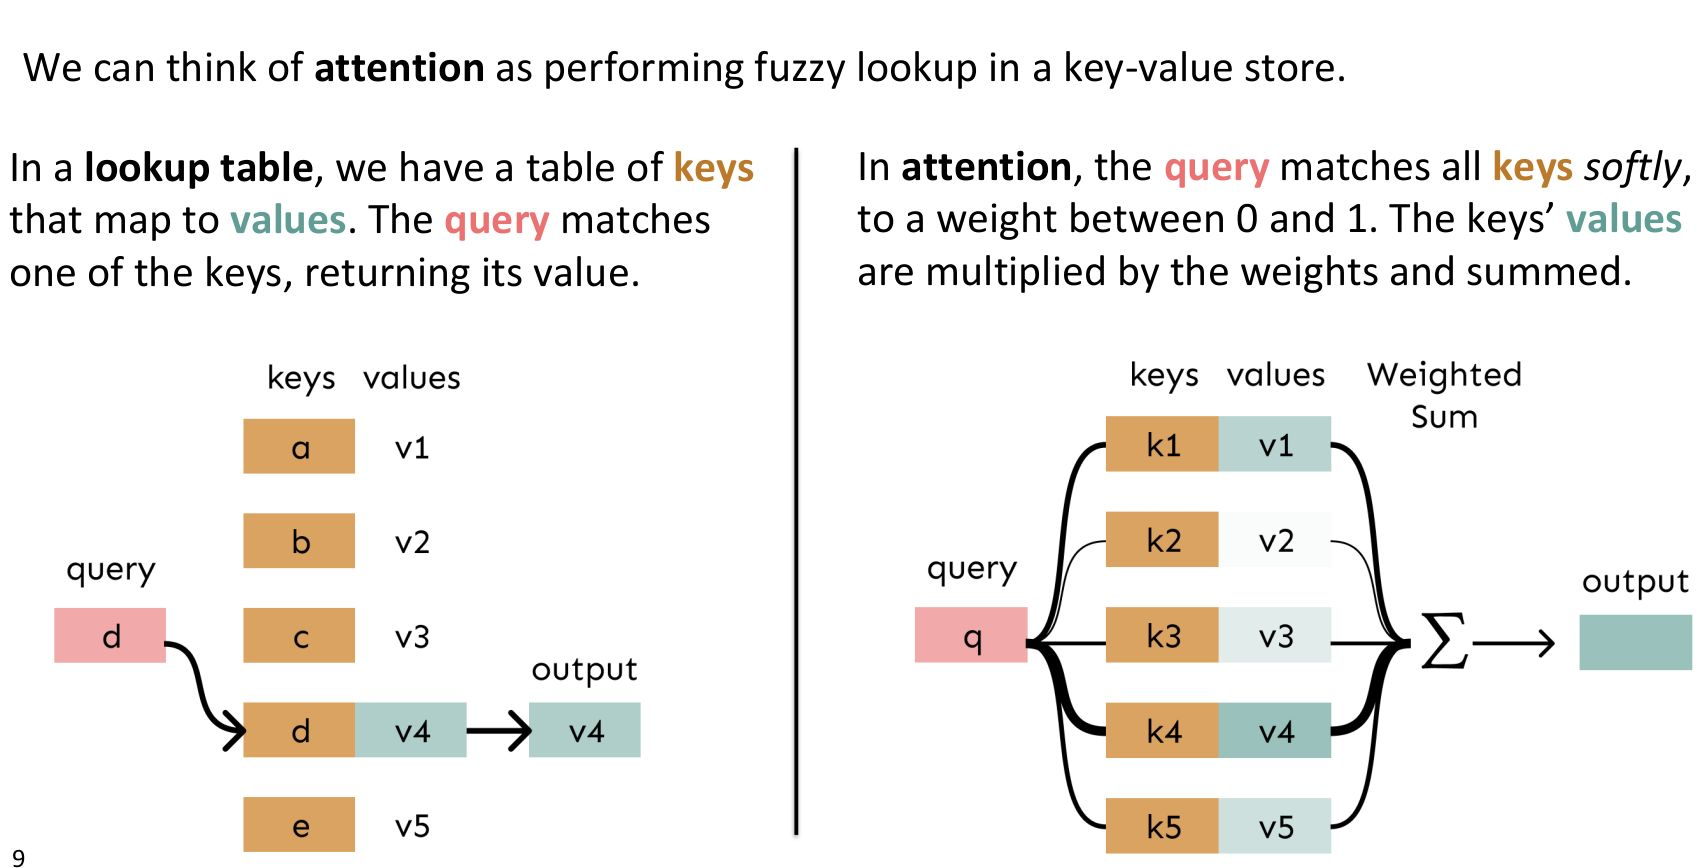 We can think of attention as performing fuzzy lookup in a key-value store.
In a lookup table, we have a table of keys
that map to values. The query matches
one of the keys, returning its value.
keys values
a v1
b v2
query
d
c v3
output
d v4 v4
e v5
In attention, the query matches all keys softly,
to a weight between 0 and 1. The keys’ values
are multiplied by the weights and summed.
keys values Weighted
Sum
k1 v1
k2 v2
query
output
q k3 v3 Σ
k4 v4
k5 v5
9